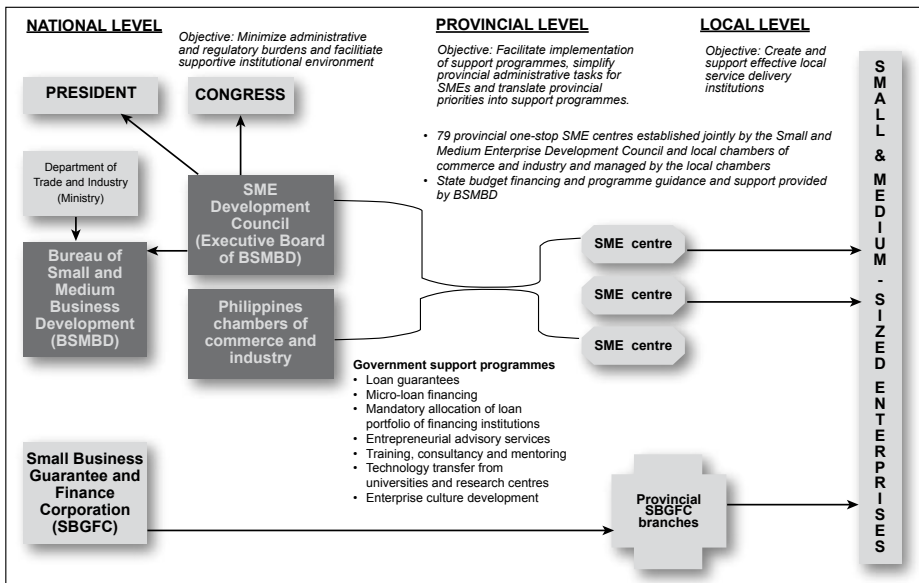 NATIONAL LEVEL
Objective: Minimize administrative
and regulatory burdens and facilitiate
supportive institutional environment
PROVINCIAL LEVEL
Objective: Facilitate implementation
of support programmes, simplify
provincial administrative tasks for
SMEs and translate provincial
priorities into support programmes.
LOCAL LEVEL
Objective: Create and
support effective local
service delivery
institutions
PRESIDENT
CONGRESS
• 79 provincial one-stop SME centres established jointly by the Small and
Medium Enterprise Development Council and local chambers of
commerce and industry and managed by the local chambers
• State budget financing and programme guidance and support provided
by BSMBD
Department of
Trade and Industry
(Ministry)
SME
Development
Council
(Executive Board
of BSMBD)
Bureau of
Small and
Medium
Business
Development
(BSMBD)
Philippines
chambers of
commerce and
industry
SME centre
SME centre
SME centre
Government support programmes
• Loan guarantees
• Micro-loan financing
• Mandatory allocation of loan
portfolio of financing institutions
• Entrepreneurial advisory services
• Training, consultancy and mentoring
• Technology transfer from
universities and research centres
• Enterprise culture development
Small Business
Guarantee and
Finance
Corporation
(SBGFC)
Provincial
SBGFC
branches
SMALL & MEDIUM-SIZED ENTERPRISES